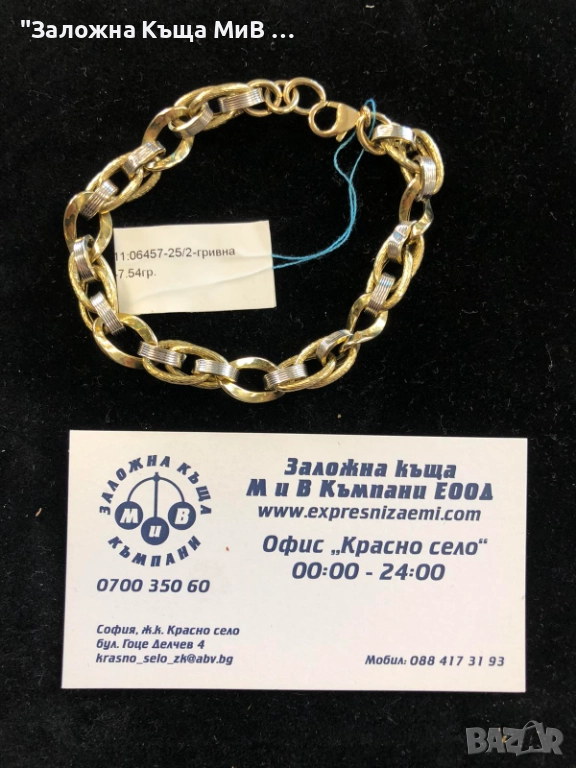 "Заложна Къща МиВ ...
11:06457-25/2-гривна
7.54гр.
ЗАЛОЖНА КЪЩА
М и В
КЪМПАНИ
0700 350 60
Заложна къща
М и В Къмпани ЕООД
www.expresnizaemi.com
Офис „Красно село“
00:00 - 24:00
София, ж.к. Красно село
бул. Гоце Делчев 4
krasno_selo_zk@abv.bg
Мобил: 088 417 31 93
BAZAR